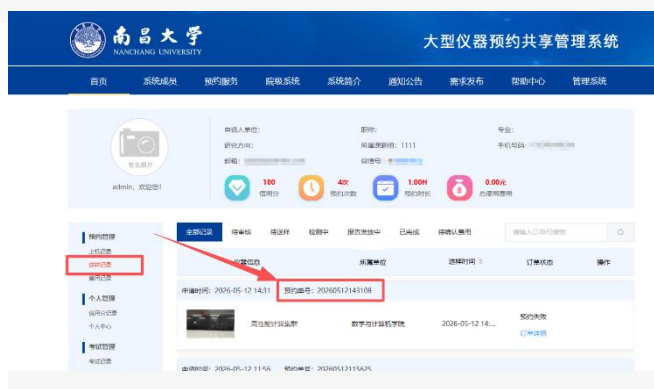 南昌大学
NANCHANG UNIVERSITY
大型仪器预约共享管理系统
首页 系统成员 预约服务 院级系统 系统简介 通知公告 需求发布 帮助中心 管理系统
申请人单位: 职称: 专业:
研究方向: 所属课题组: 1111 手机号码:
邮箱: 微信号:
暂无图片
admin, 欢迎您!
100 4次 1.00H 0.00元
信用分 预约次数 预约时长 总使用费用
预约管理
上机记录
送样记录
费用记录
个人管理
信用分记录
个人中心
考试管理
考试记录
全部记录 待审核 待送样 检测中 报告发放中 已完成 待确认费用 请输入订单号搜索
仪器信息 所属单位 送样时间 订单状态 操作
申请时间: 2026-05-12 14:31 预约单号: 20260512143108
高性能计算集群 数学与计算机学院 2026-05-12 14:... 预约失败
订单详情
申请时间: 2026-05-12 11:56 预约单号: 20260512115625